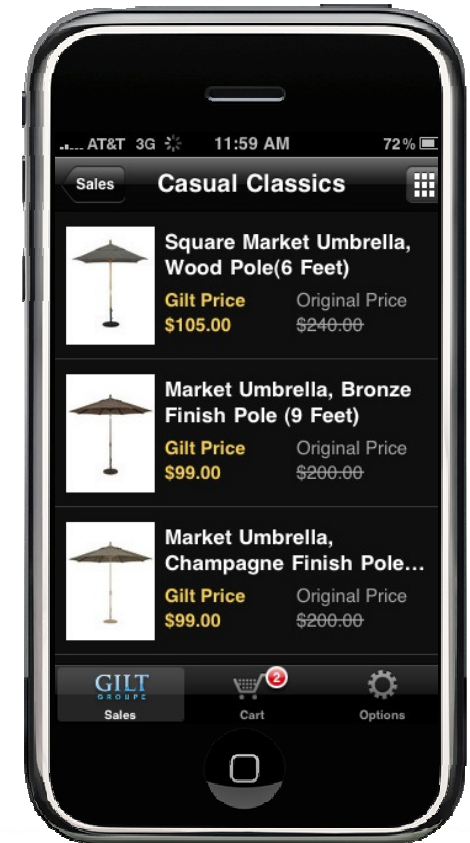 AT&T 3G 11:59 AM 72%
Sales Casual Classics
Square Market Umbrella,
Wood Pole(6 Feet)
Gilt Price Original Price
$105.00 $240.00
Market Umbrella, Bronze
Finish Pole (9 Feet)
Gilt Price Original Price
$99.00 $200.00
Market Umbrella,
Champagne Finish Pole...
Gilt Price Original Price
$99.00 $200.00
GILT 2
GROUPE
Sales Cart Options